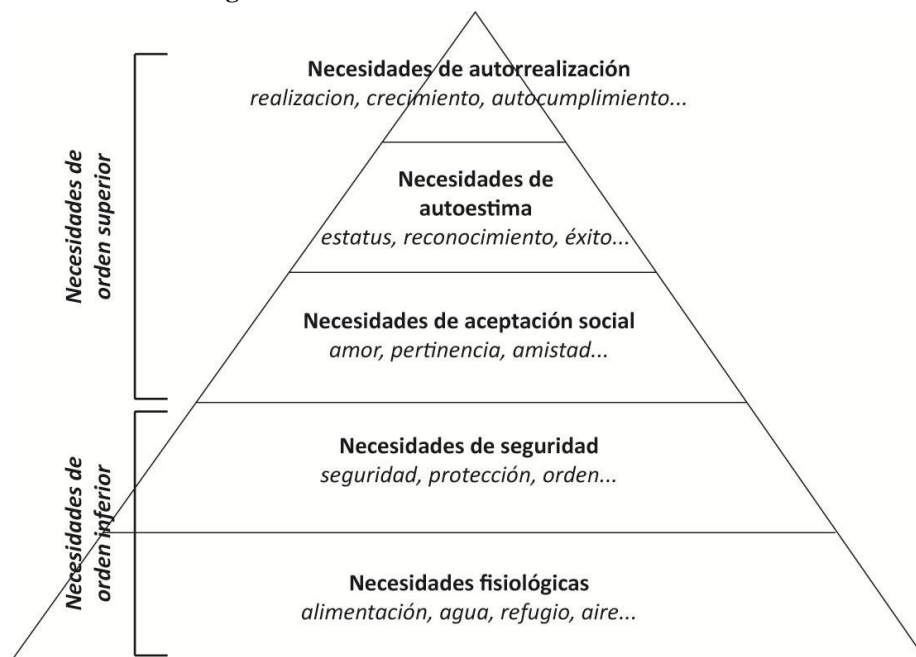 Necesidades de autorrealización
realizacion, crecimiento, autocumplimiento...
Necesidades de
autoestima
estatus, reconocimiento, éxito...
Necesidades de aceptación social
amor, pertinencia, amistad...
Necesidades de seguridad
seguridad, protección, orden...
Necesidades fisiológicas
alimentación, agua, refugio, aire...
Necesidades de
orden superior
Necesidades de
orden inferior